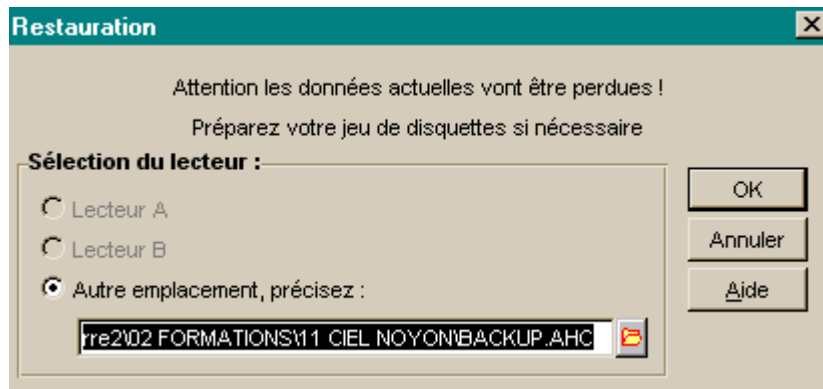 Restauration
Attention les données actuelles vont être perdues !
Préparez votre jeu de disquettes si nécessaire
Sélection du lecteur :
Lecteur A
Lecteur B
Autre emplacement, précisez :
rre2\02 FORMATIONS\11 CIEL NOYON\BACKUP.AHC
OK
Annuler
Aide